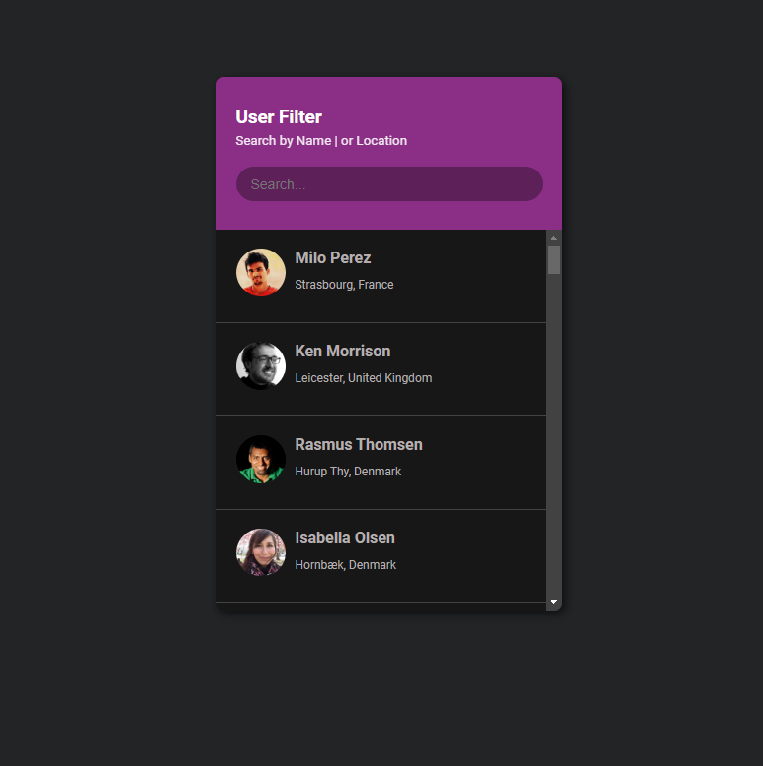 User Filter
Search by Name | or Location
Search...
Milo Perez
Strasbourg, France
Ken Morrison
Leicester, United Kingdom
Rasmus Thomsen
Hurup Thy, Denmark
Isabella Olsen
Hornbæk, Denmark